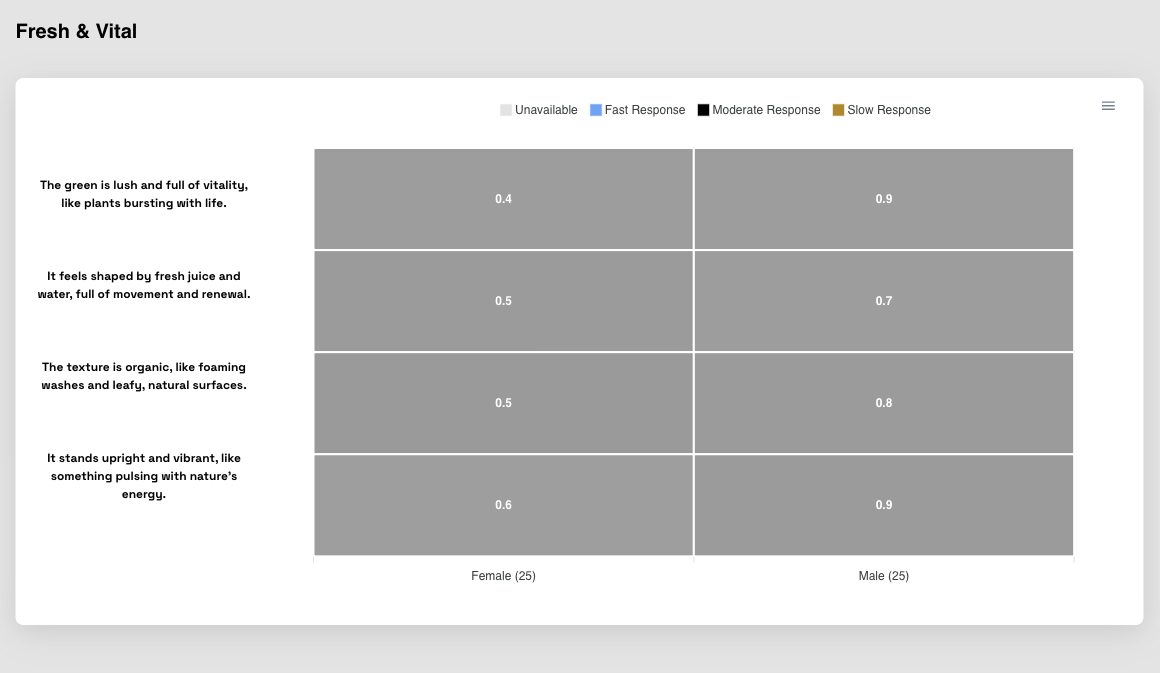 Fresh & Vital
Unavailable Fast Response Moderate Response Slow Response
The green is lush and full of vitality,
like plants bursting with life.
0.4 0.9
It feels shaped by fresh juice and
water, full of movement and renewal.
0.5 0.7
The texture is organic, like foaming
washes and leafy, natural surfaces.
0.5 0.8
It stands upright and vibrant, like
something pulsing with nature's
energy.
0.6 0.9
Female (25) Male (25)